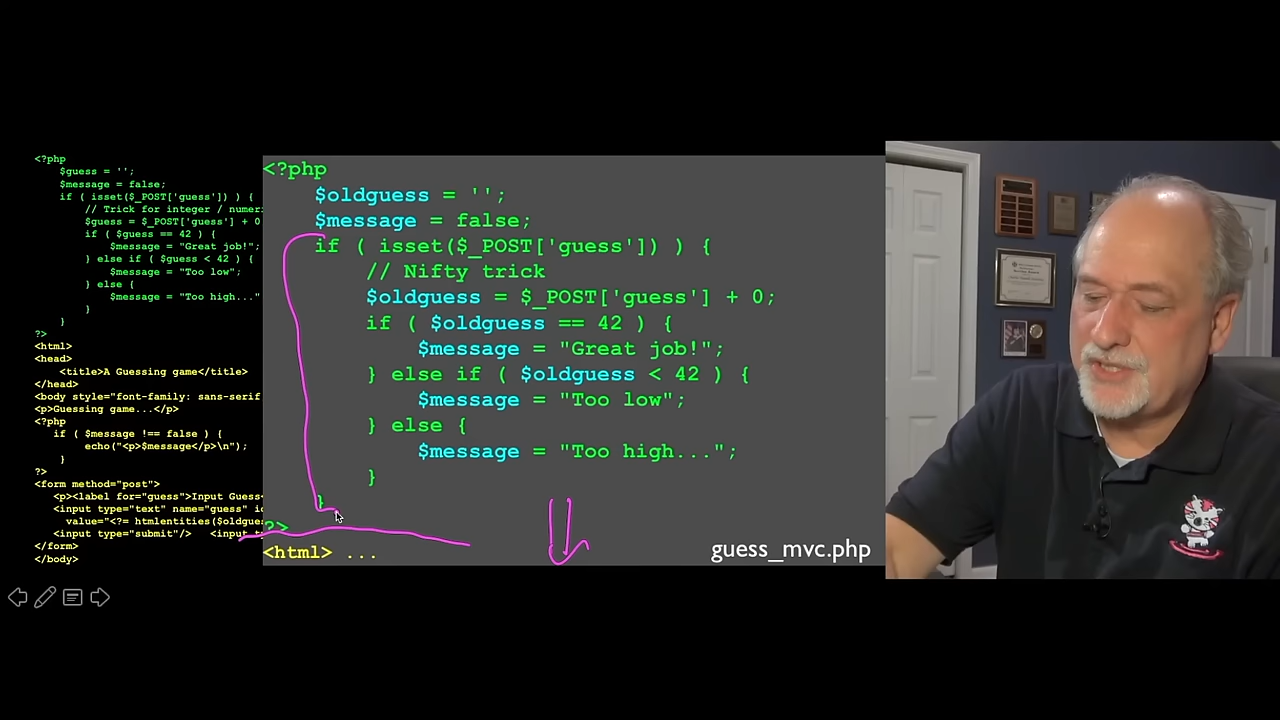 <?php
$guess = '';
$message = false;
if ( isset($_POST['guess']) ) {
// Trick for integer / numeri
$guess = $_POST['guess'] + 0
if ( $guess == 42 ) {
$message = "Great job!";
} else if ( $guess < 42 ) {
$message = "Too low";
} else {
$message = "Too high..."
}
}
?>
<html>
<head>
<title>A Guessing game</title>
</head>
<body style="font-family: sans-serif
<p>Guessing game...</p>
<?php
if ( $message !== false ) {
echo("<p>$message</p>\n");
}
?>
<form method="post">
<p><label for="guess">Input Guess<
<input type="text" name="guess" id
value="<?= htmlentities($oldgues
<input type="submit"/> <input t
</form>
</body>
<?php
$oldguess = '';
$message = false;
if ( isset($_POST['guess']) ) {
// Nifty trick
$oldguess = $_POST['guess'] + 0;
if ( $oldguess == 42 ) {
$message = "Great job!";
} else if ( $oldguess < 42 ) {
$message = "Too low";
} else {
$message = "Too high...";
}
}
?>
<html> ...
guess_mvc.php